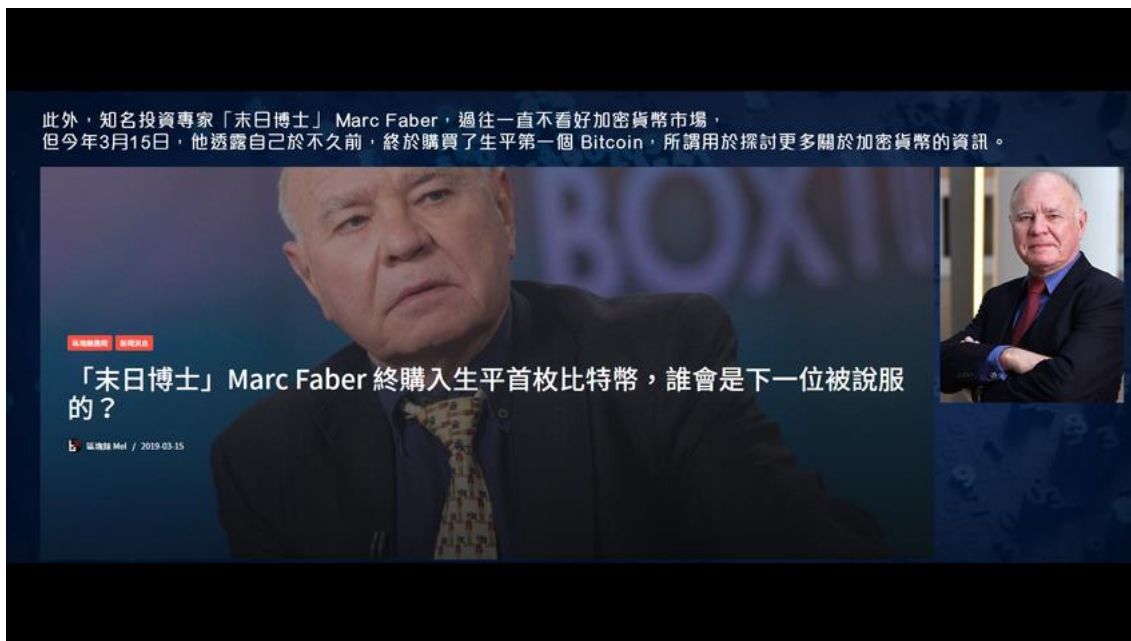 此外，知名投資專家「末日博士」 Marc Faber，過往一直不看好加密貨幣市場，
但今年3月15日，他透露自己於不久前，終於購買了生平第一個 Bitcoin，所謂用於探討更多關於加密貨幣的資訊。
BOXI
「末日博士」Marc Faber 終購入生平首枚比特幣，誰會是下一位被說服
的？
區塊妹 Mel / 2019-03-15